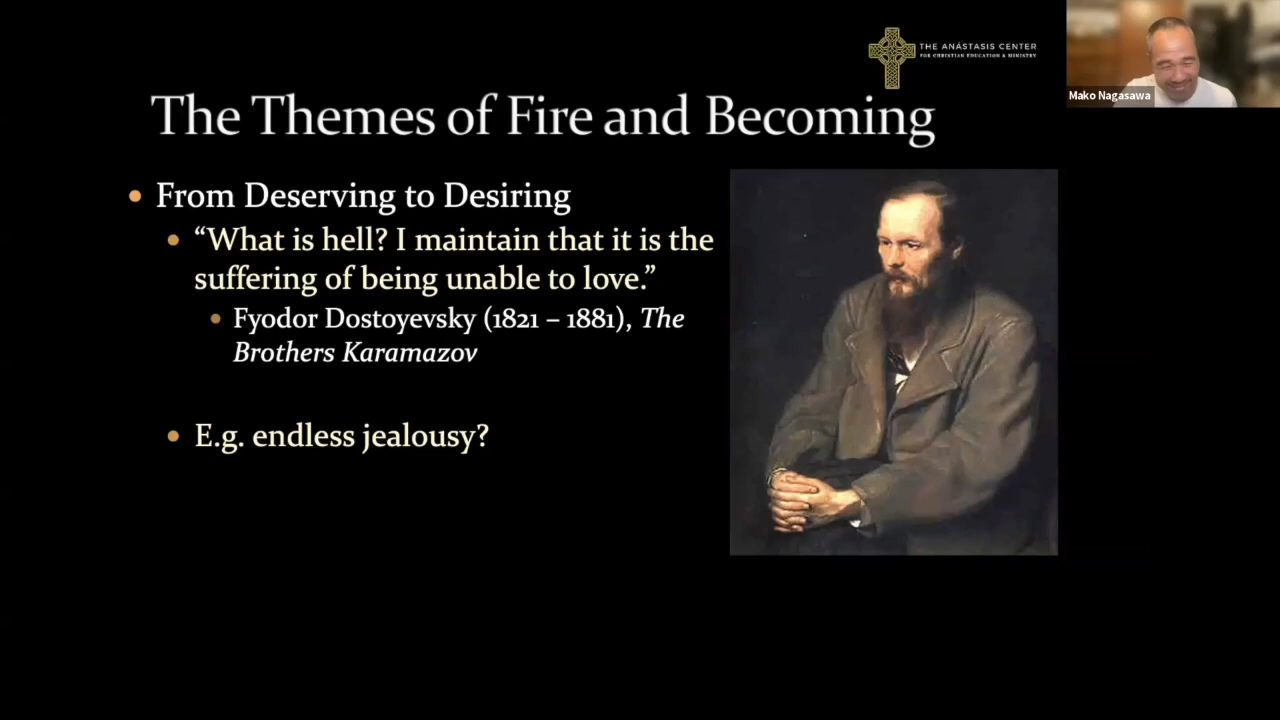 THE ANÁSTASIS CENTER
FOR CHRISTIAN EDUCATION & MINISTRY
Mako Nagasawa
The Themes of Fire and Becoming
From Deserving to Desiring
“What is hell? I maintain that it is the
suffering of being unable to love.”
Fyodor Dostoyevsky (1821 – 1881), The
Brothers Karamazov
E.g. endless jealousy?